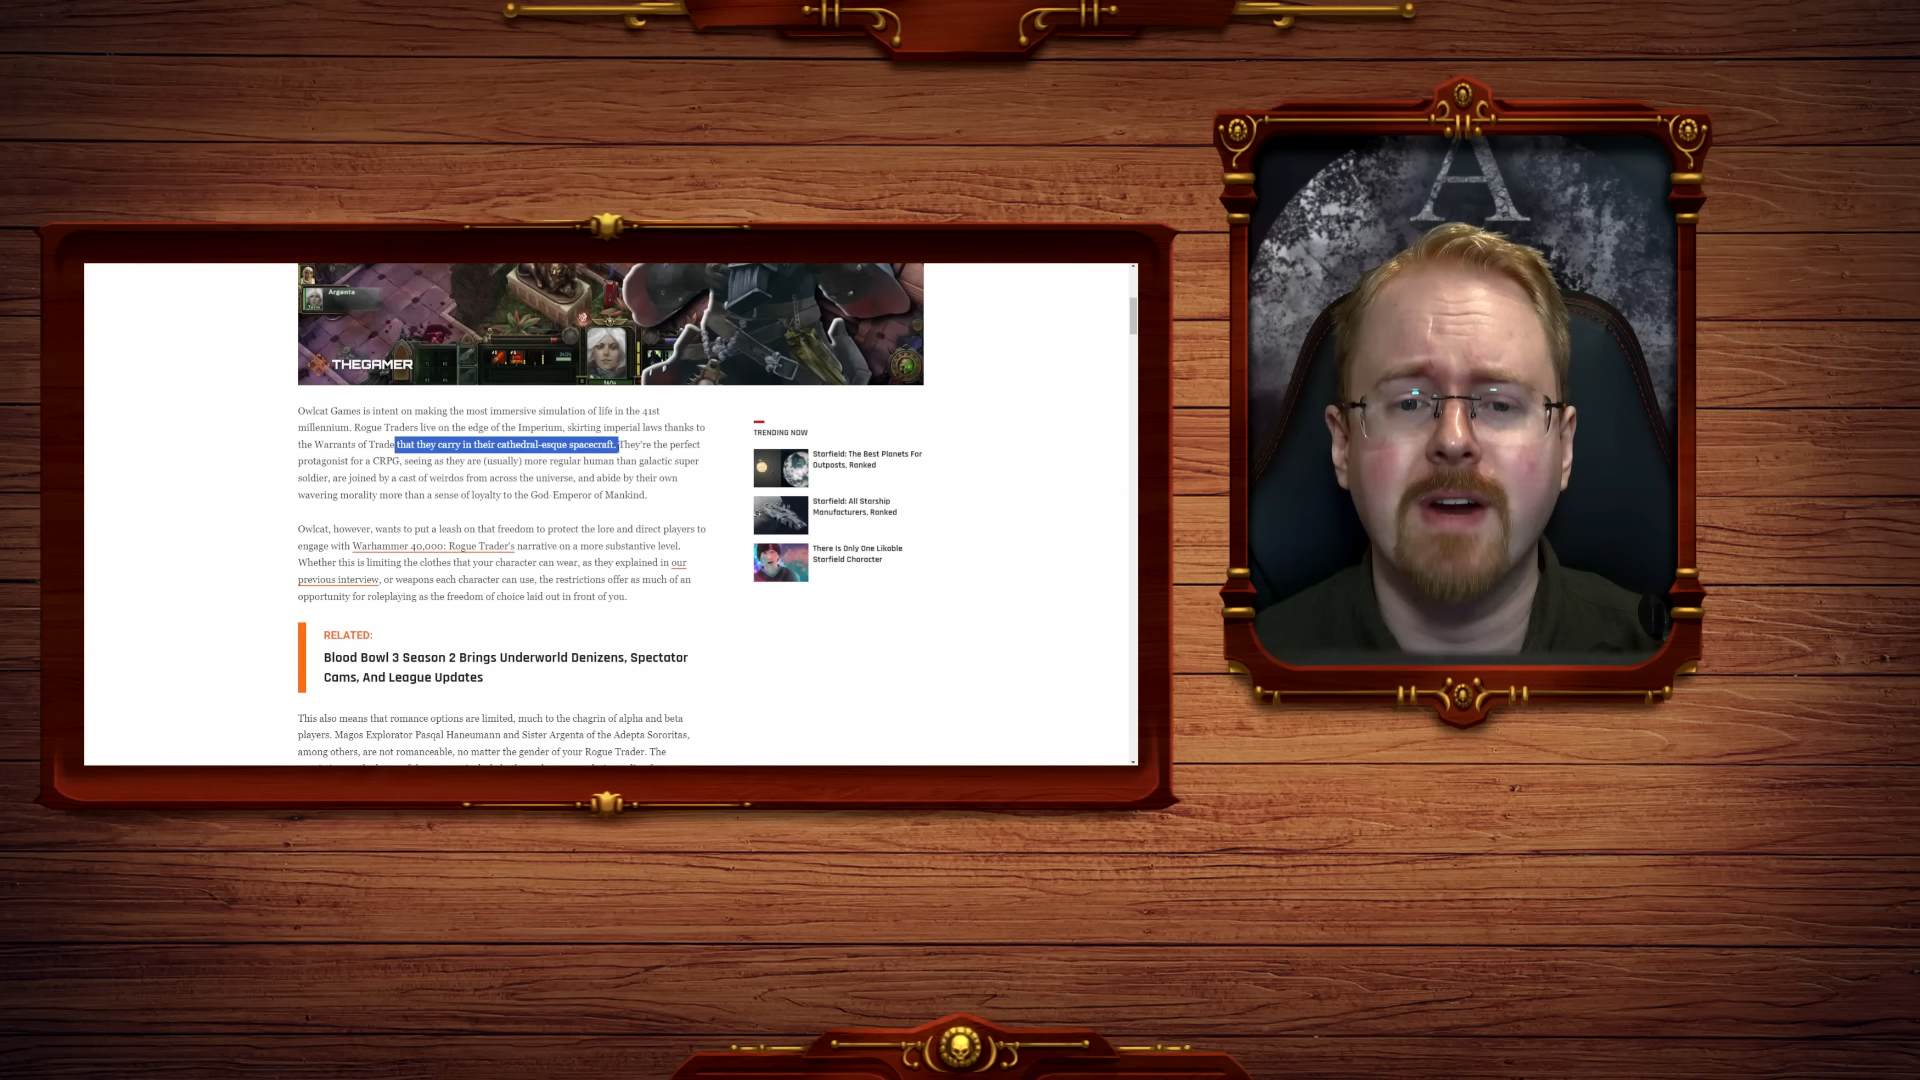 A
Argenta
THEGAMER
Owlcat Games is intent on making the most immersive simulation of life in the 41st
millennium. Rogue Traders live on the edge of the Imperium, skirting imperial laws thanks to
the Warrants of Trade that they carry in their cathedral-esque spacecraft. They're the perfect
protagonist for a CRPG, seeing as they are (usually) more regular human than galactic super
soldier, are joined by a cast of weirdos from across the universe, and abide by their own
wavering morality more than a sense of loyalty to the God-Emperor of Mankind.
Owlcat, however, wants to put a leash on that freedom to protect the lore and direct players to
engage with Warhammer 40,000: Rogue Trader's narrative on a more substantive level.
Whether this is limiting the clothes that your character can wear, as they explained in our
previous interview, or weapons each character can use, the restrictions offer as much of an
opportunity for roleplaying as the freedom of choice laid out in front of you.
RELATED:
Blood Bowl 3 Season 2 Brings Underworld Denizens, Spectator
Cams, And League Updates
This also means that romance options are limited, much to the chagrin of alpha and beta
players. Magos Explorator Pasqal Haneumann and Sister Argenta of the Adepta Sororitas,
among others, are not romanceable, no matter the gender of your Rogue Trader. The
TRENDING NOW
Starfield: The Best Planets For
Outposts, Ranked
Starfield: All Starship
Manufacturers, Ranked
There Is Only One Likable
Starfield Character